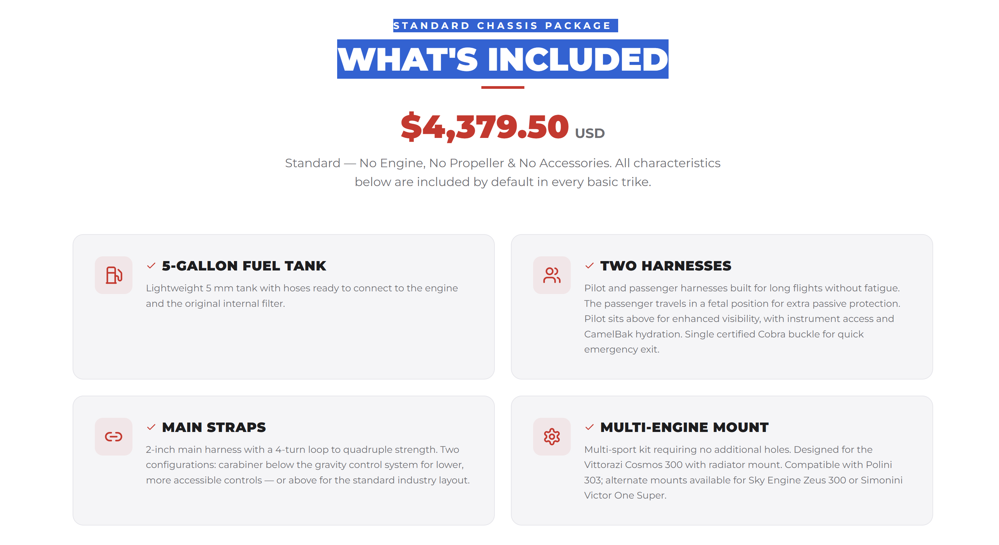 STANDARD CHASSIS PACKAGE
WHAT'S INCLUDED
$4,379.50 USD
Standard — No Engine, No Propeller & No Accessories. All characteristics
below are included by default in every basic trike.
5-GALLON FUEL TANK
Lightweight 5 mm tank with hoses ready to connect to the engine
and the original internal filter.
TWO HARNESSES
Pilot and passenger harnesses built for long flights without fatigue.
The passenger travels in a fetal position for extra passive protection.
Pilot sits above for enhanced visibility, with instrument access and
CamelBak hydration. Single certified Cobra buckle for quick
emergency exit.
MAIN STRAPS
2-inch main harness with a 4-turn loop to quadruple strength. Two
configurations: carabiner below the gravity control system for lower,
more accessible controls — or above for the standard industry layout.
MULTI-ENGINE MOUNT
Multi-sport kit requiring no additional holes. Designed for the
Vittorazi Cosmos 300 with radiator mount. Compatible with Polini
303; alternate mounts available for Sky Engine Zeus 300 or Simonini
Victor One Super.